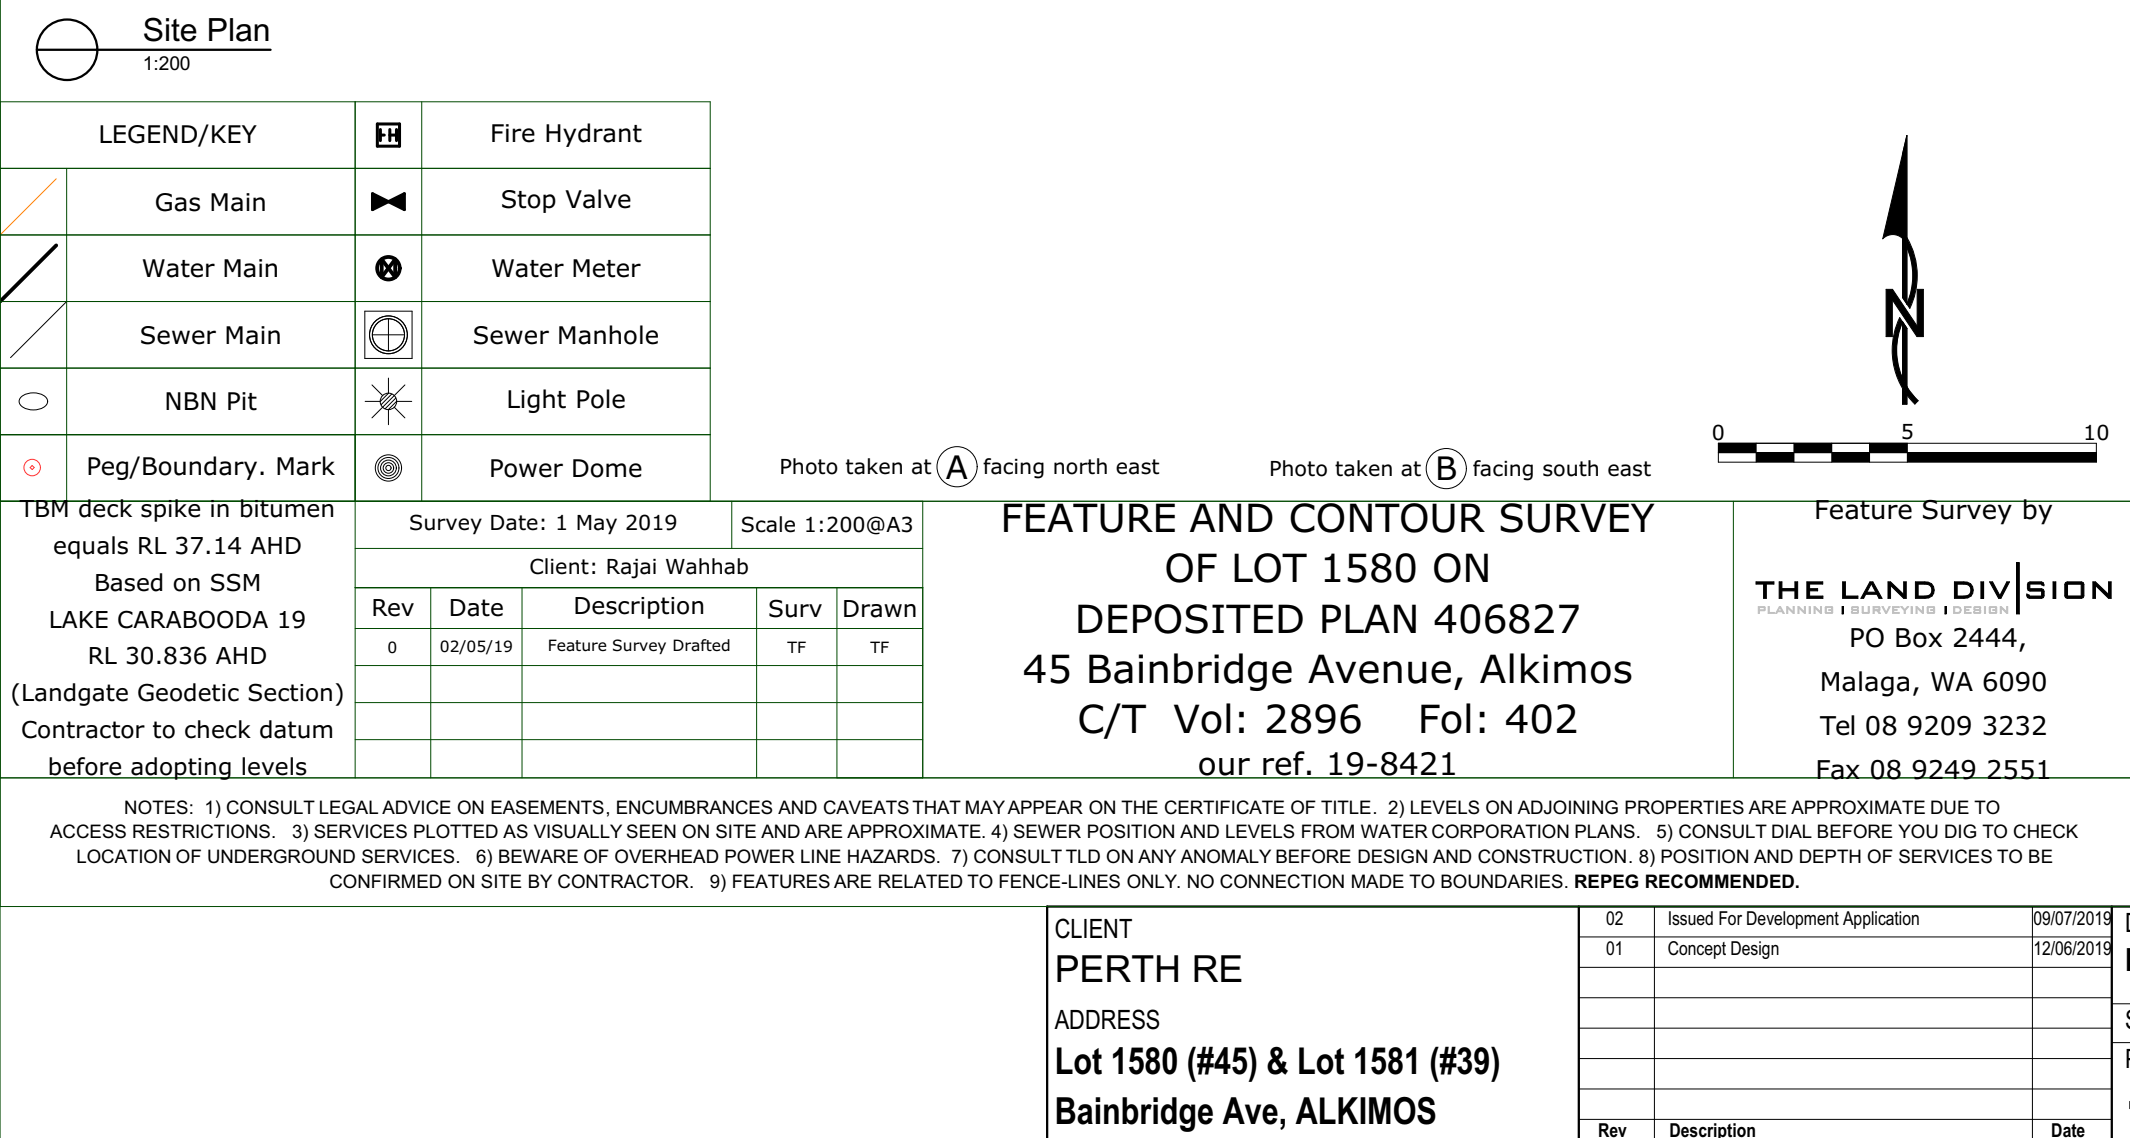 Site Plan
1:200
LEGEND/KEY
Fire Hydrant
Gas Main
Stop Valve
Water Main
Water Meter
Sewer Main
Sewer Manhole
NBN Pit
Light Pole
Peg/Boundary. Mark
Power Dome
Photo taken at A facing north east
Photo taken at B facing south east
N
0 5 10
TBM deck spike in bitumen
equals RL 37.14 AHD
Based on SSM
LAKE CARABOODA 19
RL 30.836 AHD
(Landgate Geodetic Section)
Contractor to check datum
before adopting levels
Survey Date: 1 May 2019
Scale 1:200@A3
Client: Rajai Wahhab
Rev Date Description Surv Drawn
0 02/05/19 Feature Survey Drafted TF TF
FEATURE AND CONTOUR SURVEY
OF LOT 1580 ON
DEPOSITED PLAN 406827
45 Bainbridge Avenue, Alkimos
C/T Vol: 2896 Fol: 402
our ref. 19-8421
Feature Survey by
THE LAND DIVISION
PLANNING | SURVEYING | DESIGN
PO Box 2444,
Malaga, WA 6090
Tel 08 9209 3232
Fax 08 9249 2551
NOTES: 1) CONSULT LEGAL ADVICE ON EASEMENTS, ENCUMBRANCES AND CAVEATS THAT MAY APPEAR ON THE CERTIFICATE OF TITLE. 2) LEVELS ON ADJOINING PROPERTIES ARE APPROXIMATE DUE TO
ACCESS RESTRICTIONS. 3) SERVICES PLOTTED AS VISUALLY SEEN ON SITE AND ARE APPROXIMATE. 4) SEWER POSITION AND LEVELS FROM WATER CORPORATION PLANS. 5) CONSULT DIAL BEFORE YOU DIG TO CHECK
LOCATION OF UNDERGROUND SERVICES. 6) BEWARE OF OVERHEAD POWER LINE HAZARDS. 7) CONSULT TLD ON ANY ANOMALY BEFORE DESIGN AND CONSTRUCTION. 8) POSITION AND DEPTH OF SERVICES TO BE
CONFIRMED ON SITE BY CONTRACTOR. 9) FEATURES ARE RELATED TO FENCE-LINES ONLY. NO CONNECTION MADE TO BOUNDARIES. REPEG RECOMMENDED.
CLIENT
PERTH RE
ADDRESS
Lot 1580 (#45) & Lot 1581 (#39)
Bainbridge Ave, ALKIMOS
02 Issued For Development Application 09/07/2019
01 Concept Design 12/06/2019
Rev Description Date